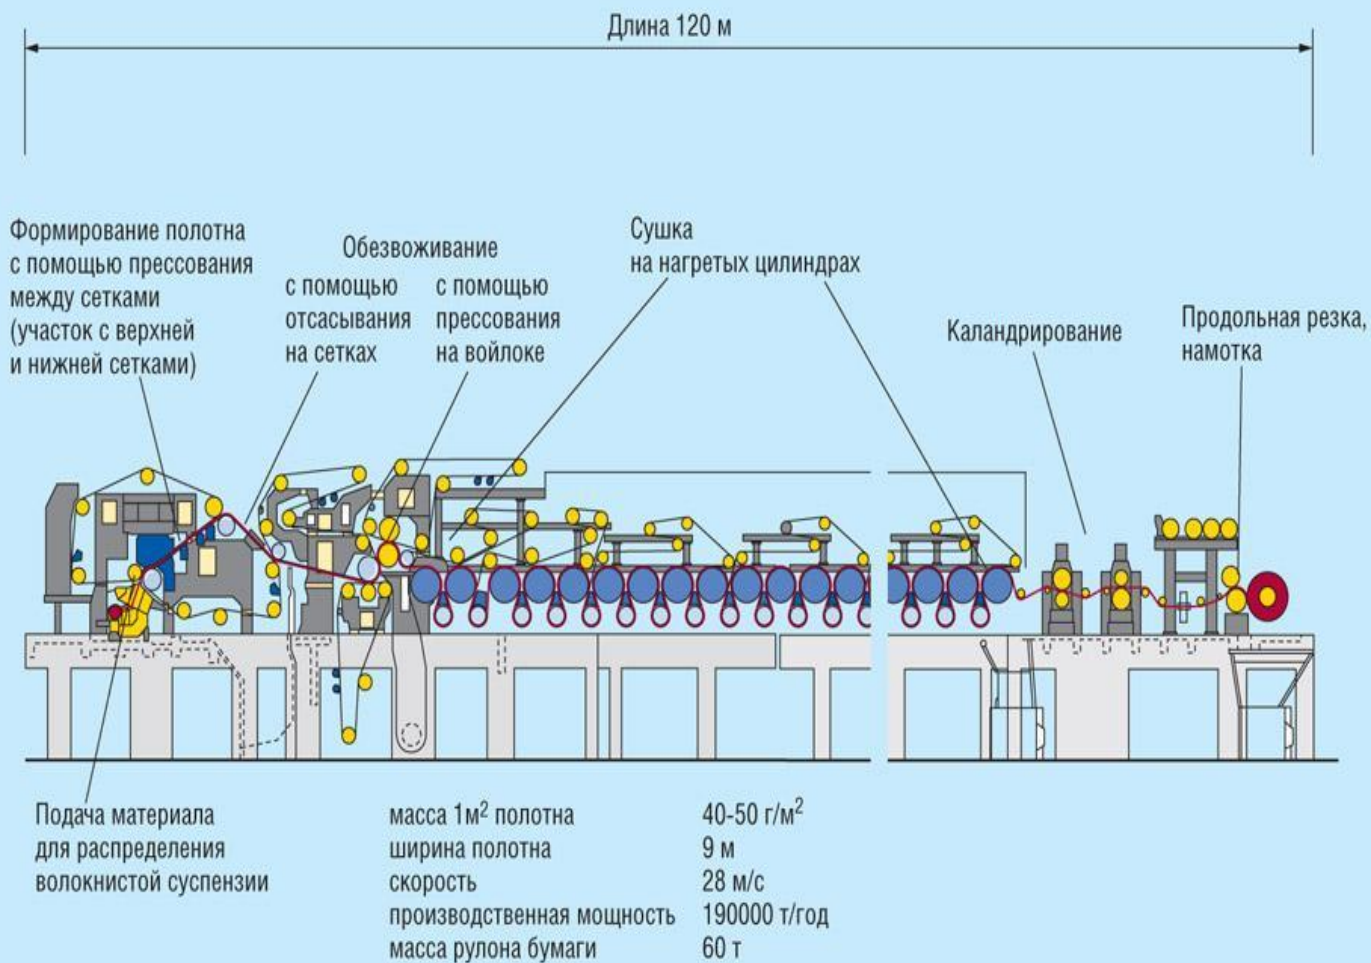 Длина 120 м
Формирование полотна
с помощью прессования
между сетками
(участок с верхней
и нижней сетками)
Обезвоживание
с помощью
отсасывания
на сетках
с помощью
прессования
на войлоке
Сушка
на нагретых цилиндрах
Каландрирование
Продольная резка,
намотка
Подача материала
для распределения
волокнистой суспензии
масса 1м² полотна 40-50 г/м²
ширина полотна 9 м
скорость 28 м/с
производственная мощность 190000 т/год
масса рулона бумаги 60 т